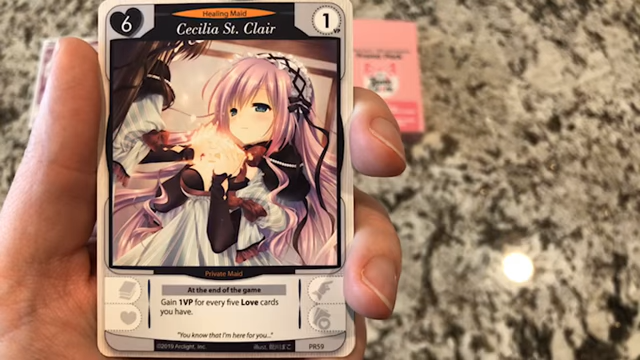 6
Healing Maid
Cecilia St. Clair
1
VP
Private Maid
At the end of the game
Gain 1VP for every five Love cards
you have.
"You know that I'm here for you..."
©2019 Arclight, Inc.
PR59